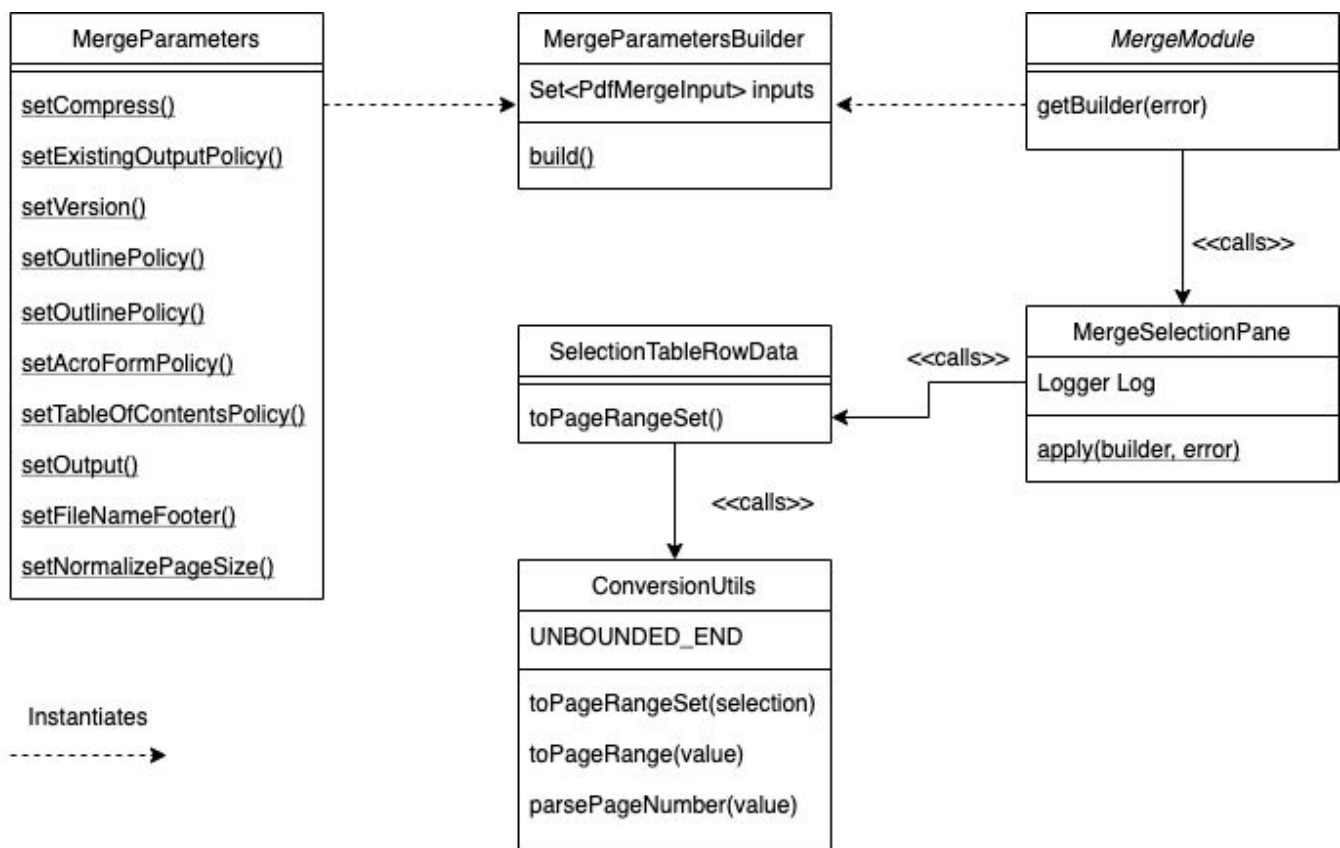 MergeParameters
setCompress()
setExistingOutputPolicy()
setVersion()
setOutlinePolicy()
setOutlinePolicy()
setAcroFormPolicy()
setTableOfContentsPolicy()
setOutput()
setFileNameFooter()
setNormalizePageSize()
MergeParametersBuilder
Set<PdfMergeInput> inputs
build()
MergeModule
getBuilder(error)
<<calls>>
MergeSelectionPane
Logger Log
apply(builder, error)
<<calls>>
SelectionTableRowData
toPageRangeSet()
<<calls>>
ConversionUtils
UNBOUNDED_END
toPageRangeSet(selection)
toPageRange(value)
parsePageNumber(value)
Instantiates